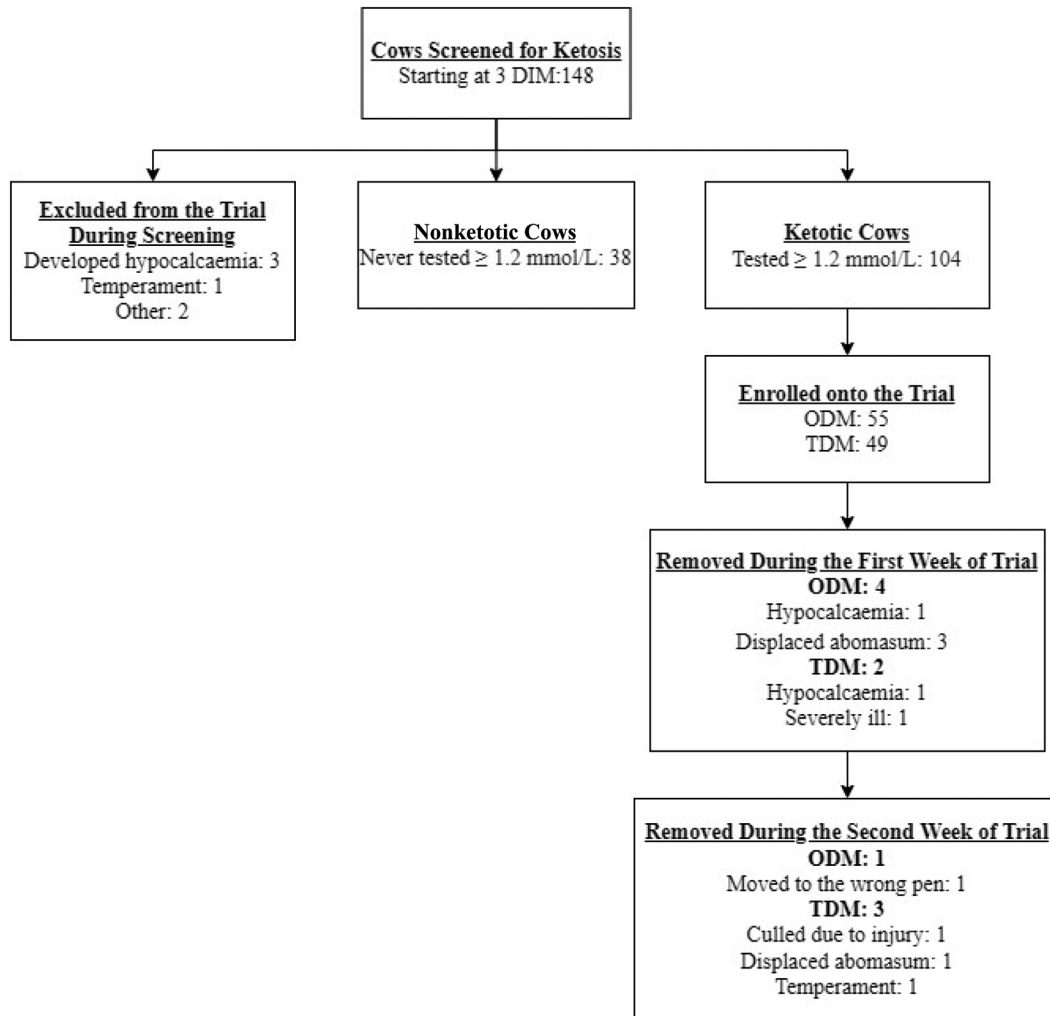 Cows Screened for Ketosis
Starting at 3 DIM:148
Excluded from the Trial
During Screening
Developed hypocalcaemia: 3
Temperament: 1
Other: 2
Nonketotic Cows
Never tested ≥ 1.2 mmol/L: 38
Ketotic Cows
Tested ≥ 1.2 mmol/L: 104
Enrolled onto the Trial
ODM: 55
TDM: 49
Removed During the First Week of Trial
ODM: 4
Hypocalcaemia: 1
Displaced abomasum: 3
TDM: 2
Hypocalcaemia: 1
Severely ill: 1
Removed During the Second Week of Trial
ODM: 1
Moved to the wrong pen: 1
TDM: 3
Culled due to injury: 1
Displaced abomasum: 1
Temperament: 1